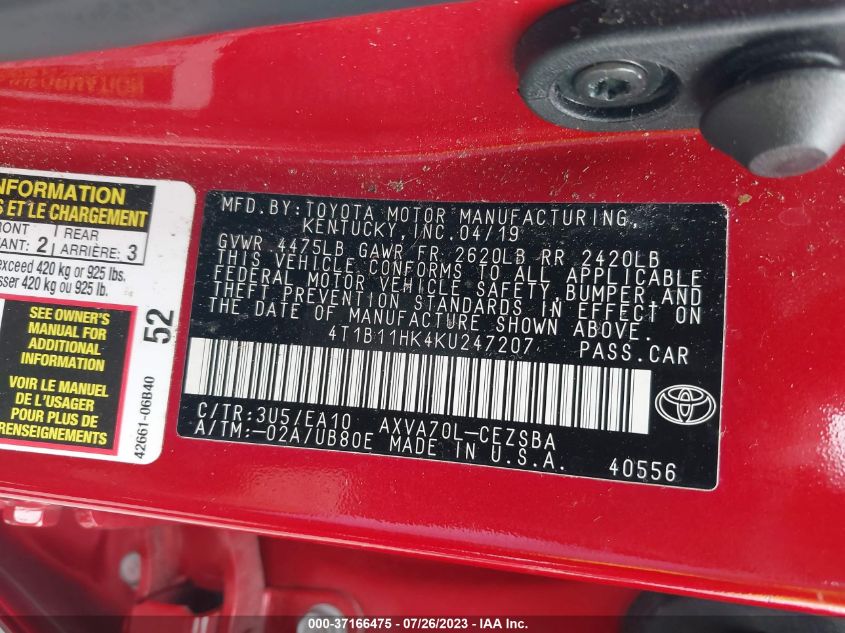 INFORMATION
S ET LE CHARGEMENT
REAR
2 ARRIÈRE 3
exceed 420 kg or 925 lbs.
420 kg ou 925 lb.
SEE OWNER'S
MANUAL FOR
ADDITIONAL
INFORMATION
VOIR LE MANUEL
DE L'USAGER
POUR PLUS DE
RENSEIGNEMENTS
52
42661-06B40
MFD.BY:TOYOTA MOTOR MANUFACTURING,
KENTUCKY, INC.04/19
GVWR 4475LB GAWR FR 2620LB RR 2420LB
THIS VEHICLE CONFORMS TO ALL APPLICABLE
FEDERAL MOTOR VEHICLE SAFETY,BUMPER,AND
THEFT PREVENTION STANDARDS IN EFFECT ON
THE DATE OF MANUFACTURE SHOWN ABOVE.
4T1B11HK4KU247207 PASS.CAR
C/TR:3U5/EA10 AXVA70L-CEZSBA
A/TM:-02A/UB80E MADE IN U.S.A.
40556
000-37166475 - 07/26/2023 - AXVA INC.